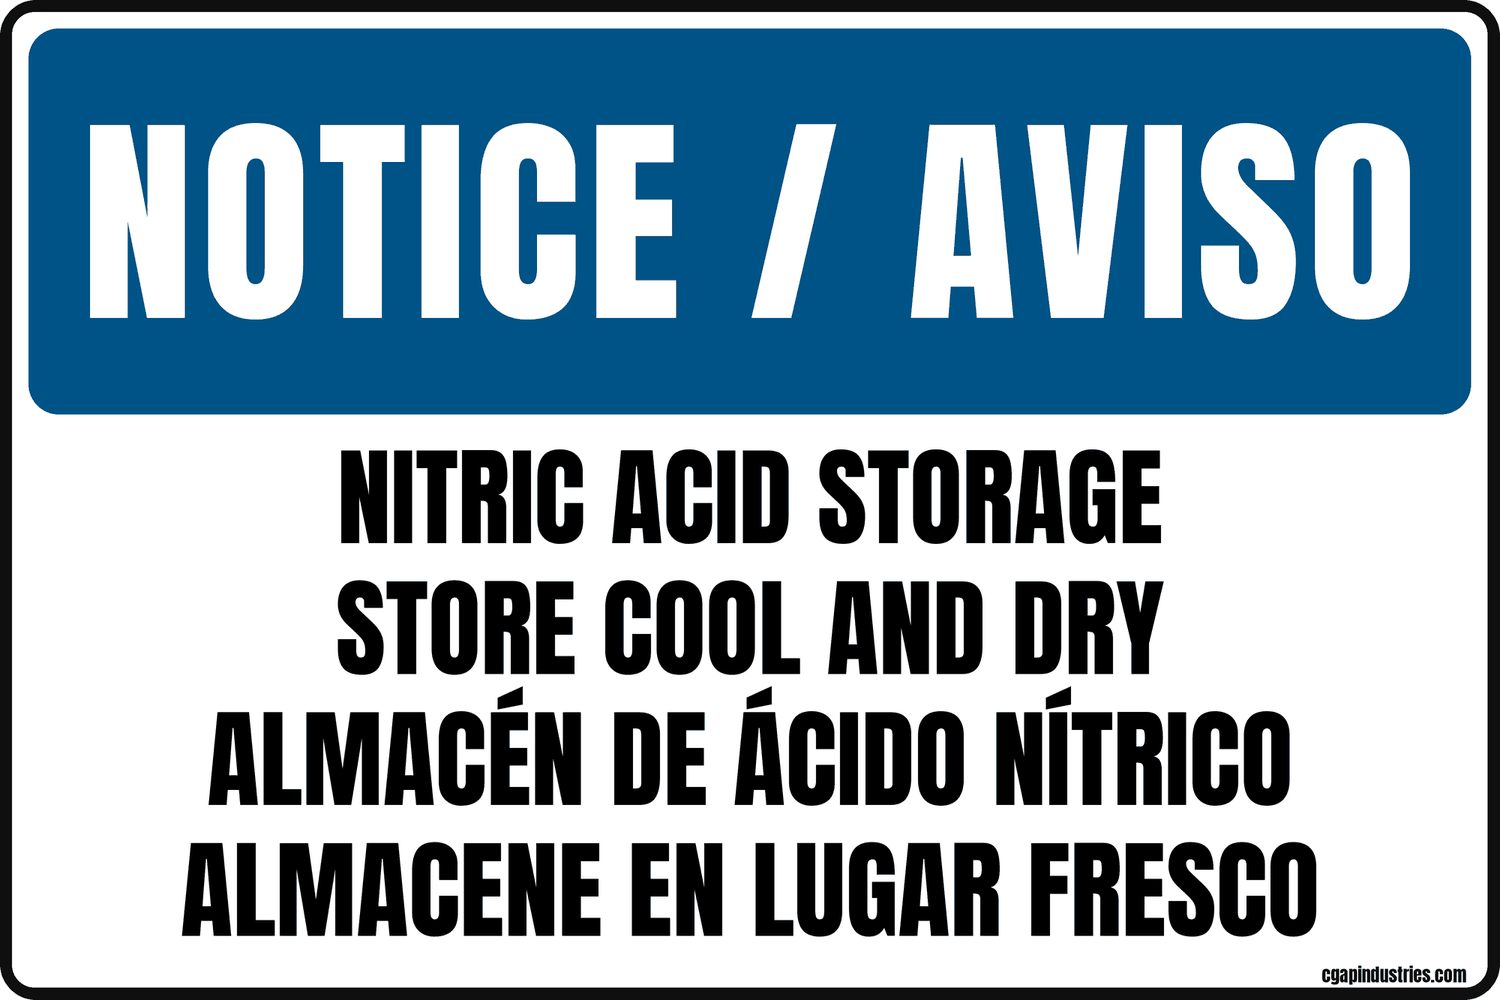 NOTICE / AVISO
NITRIC ACID STORAGE
STORE COOL AND DRY
ALMACÉN DE ÁCIDO NÍTRICO
ALMACENE EN LUGAR FRESCO
cgapindustries.com